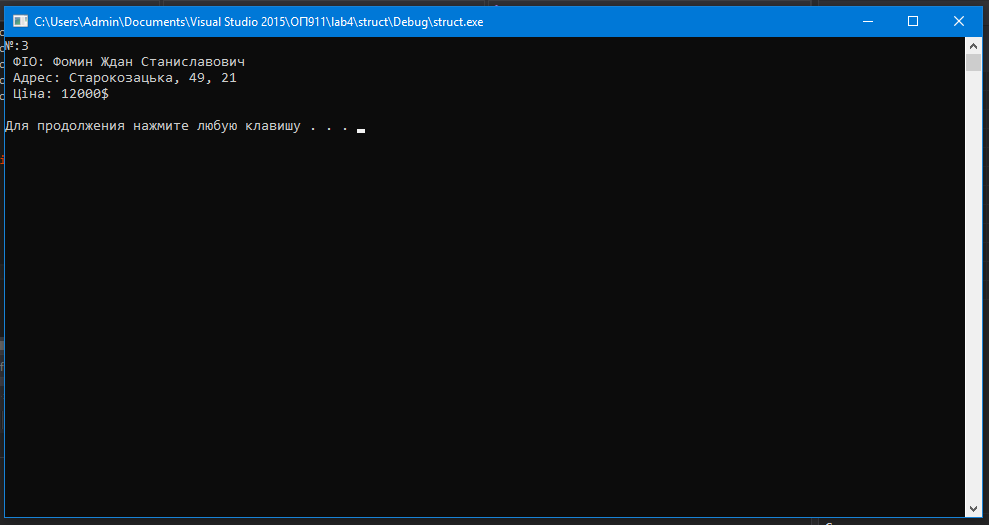 C:\Users\Admin\Documents\Visual Studio 2015\ОП911\lab4\struct\Debug\struct.exe
№:3
ФІО: Фомин Ждан Станиславович
Адрес: Старокозацька, 49, 21
Ціна: 12000$
Для продолжения нажмите любую клавишу . . .